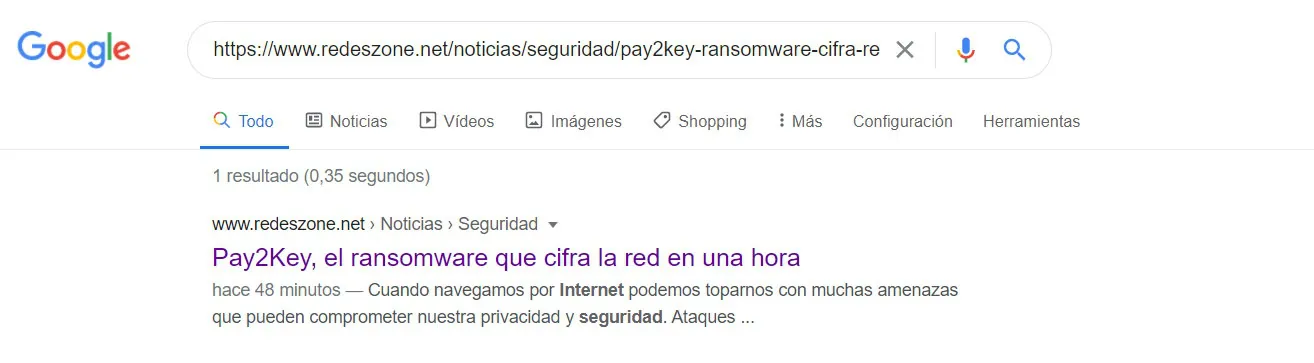 Google
https://www.redeszone.net/noticias/seguridad/pay2key-ransomware-cifra-re
Todo Noticias Vídeos Imágenes Shopping Más Configuración Herramientas
1 resultado (0,35 segundos)
www.redeszone.net › Noticias › Seguridad
Pay2Key, el ransomware que cifra la red en una hora
hace 48 minutos — Cuando navegamos por Internet podemos toparnos con muchas amenazas
que pueden comprometer nuestra privacidad y seguridad. Ataques ...